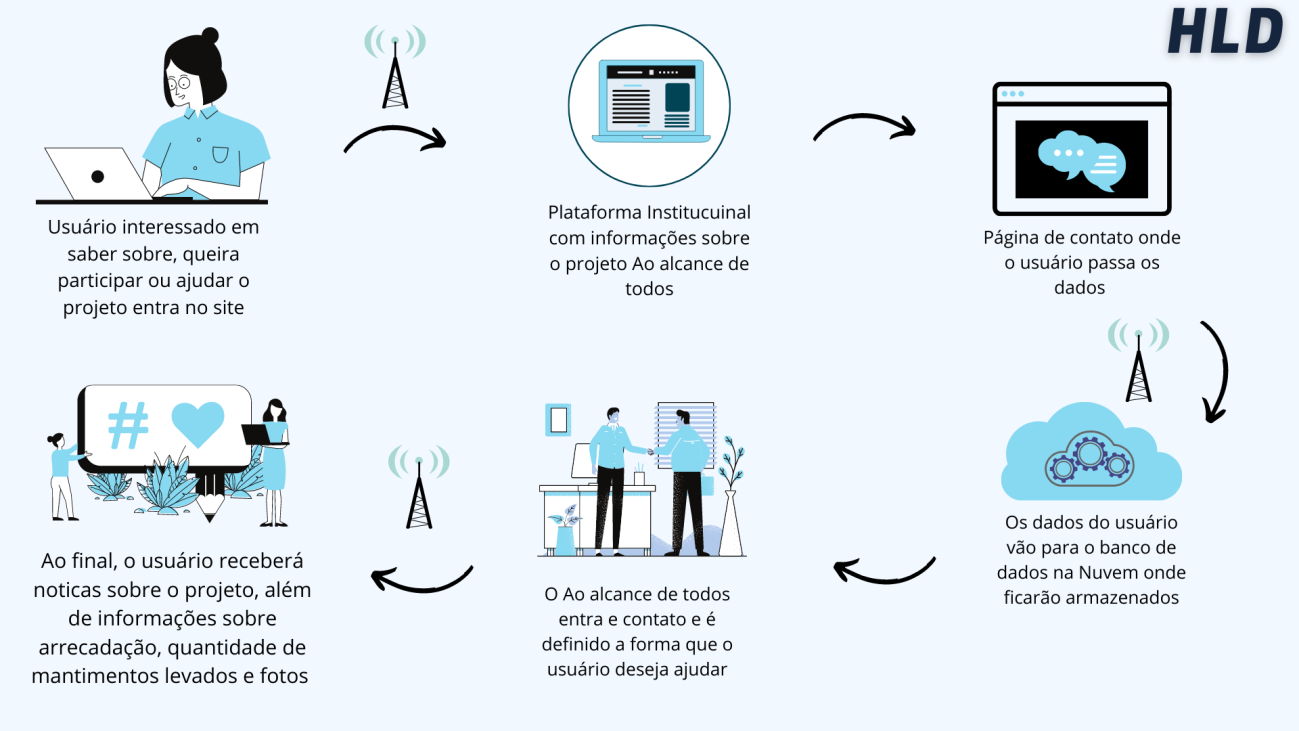 HLD
Usuário interessado em
saber sobre, queira
participar ou ajudar o
projeto entra no site
Plataforma Institucuinal
com informações sobre
o projeto Ao alcance de
todos
Página de contato onde
o usuário passa os
dados
Os dados do usuário
vão para o banco de
dados na Nuvem onde
ficarão armazenados
O Ao alcance de todos
entra e contato e é
definido a forma que o
usuário deseja ajudar
#
Ao final, o usuário receberá
noticas sobre o projeto, além
de informações sobre
arrecadação, quantidade de
mantimentos levados e fotos